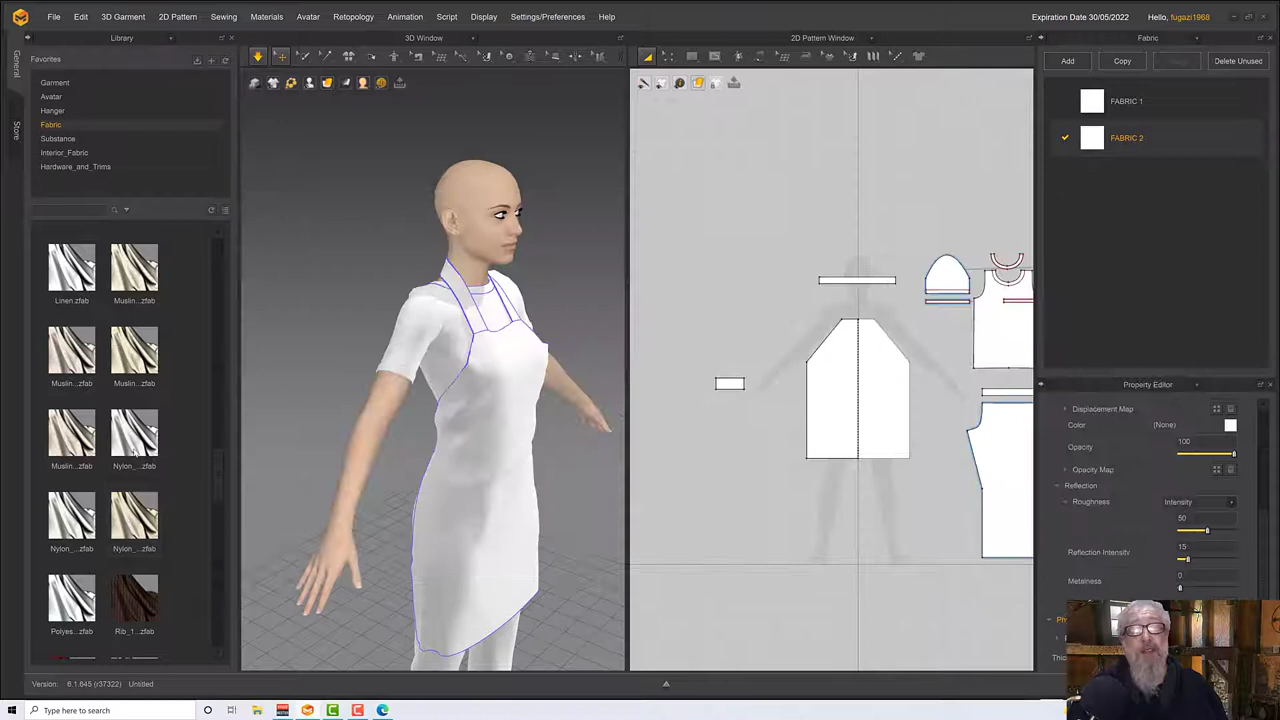 File Edit 3D Garment 2D Pattern Sewing Materials Avatar Retopology Animation Script Display Settings/Preferences Help Expiration Date 30/05/2022 Hello, fugazi1968
Library 3D Window 2D Pattern Window Fabric
General
Store
Favorites
Garment
Avatar
Hanger
Fabric
Substance
Interior_Fabric
Hardware_and_Trims
Linen.zfab Muslin...zfab
Muslin...zfab Muslin...zfab
Muslin...zfab Nylon_...zfab
Nylon_...zfab Nylon_...zfab
Polyes...zfab Rib_1...zfab
Add Copy Delete Unused
FABRIC 1
FABRIC 2
Property Editor
Displacement Map
Color (None)
Opacity 100
Opacity Map
Reflection
Roughness Intensity
50
Reflection Intensity 15
Metalness 0
Version: 6.1.645 (r37322) Untitled
Type here to search